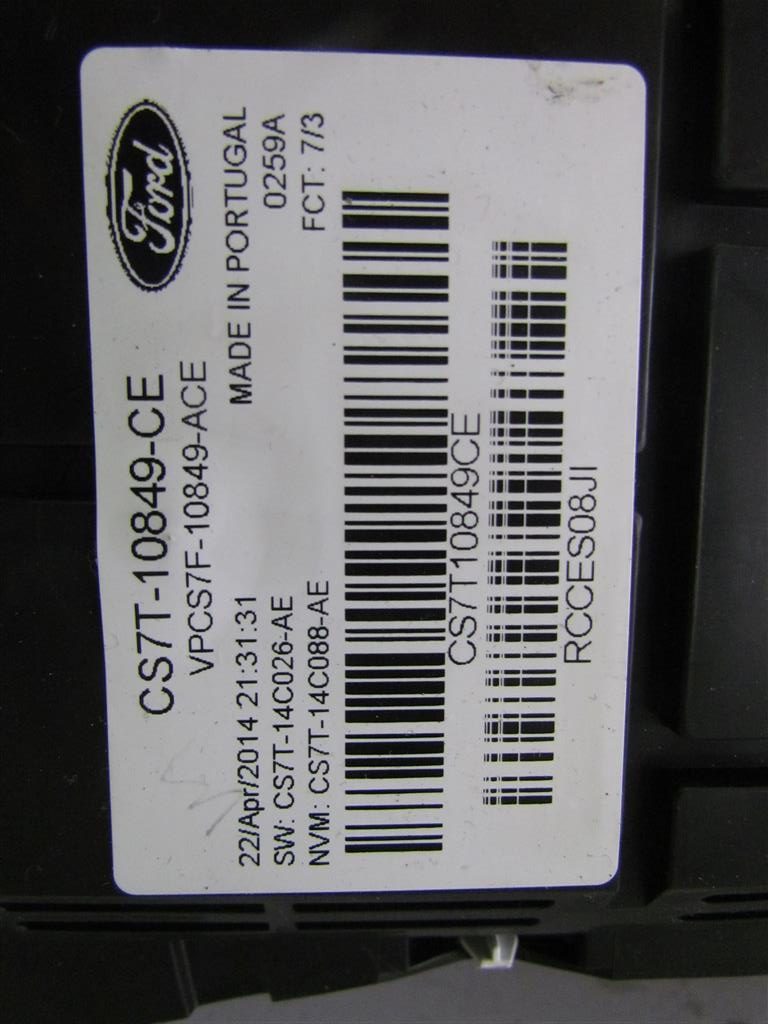 Ford
CS7T-10849-CE
VPCS7F-10849-ACE
MADE IN PORTUGAL
22/Apr/2014 21:31:31
0259A
SW: CS7T-14C026-AE
FCT: 7/3
NVM: CS7T-14C088-AE
CS7T10849CE
RCCES08JI